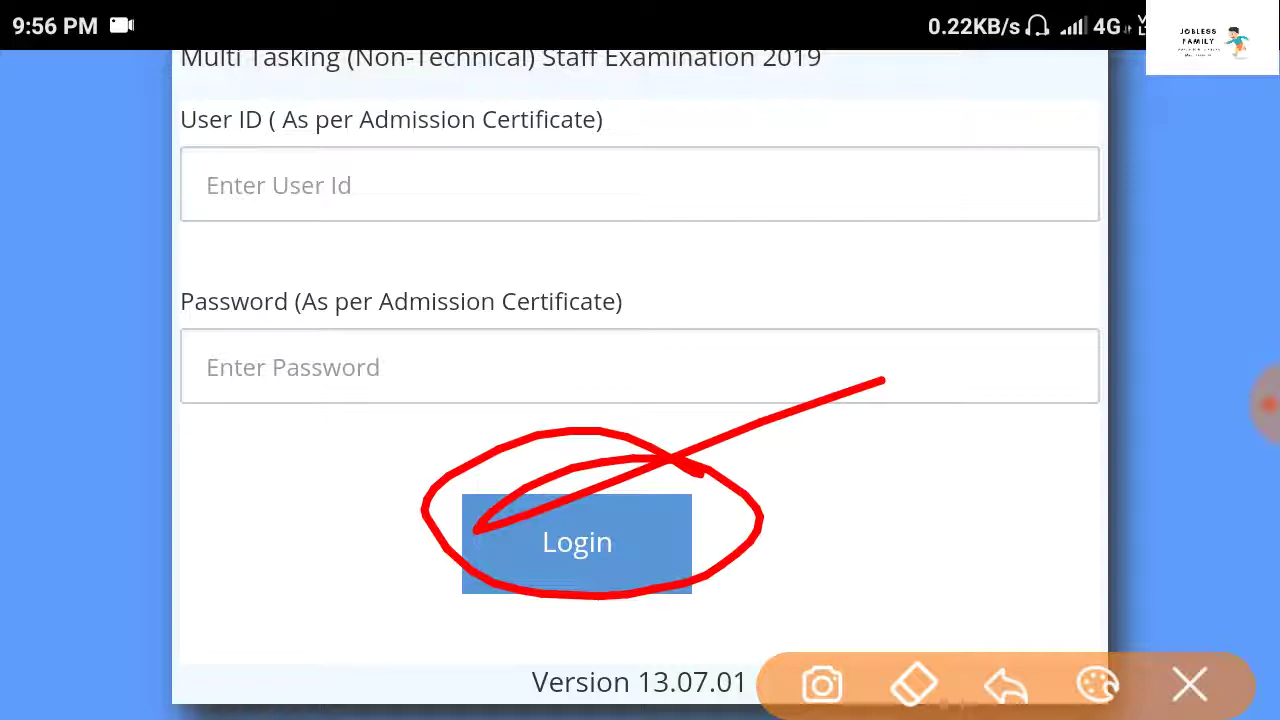 9:56 PM
0.22KB/s
4G
JOBLESS
FAMILY
Multi Tasking (Non-Technical) Staff Examination 2019
User ID ( As per Admission Certificate)
Enter User Id
Password (As per Admission Certificate)
Enter Password
Login
Version 13.07.01